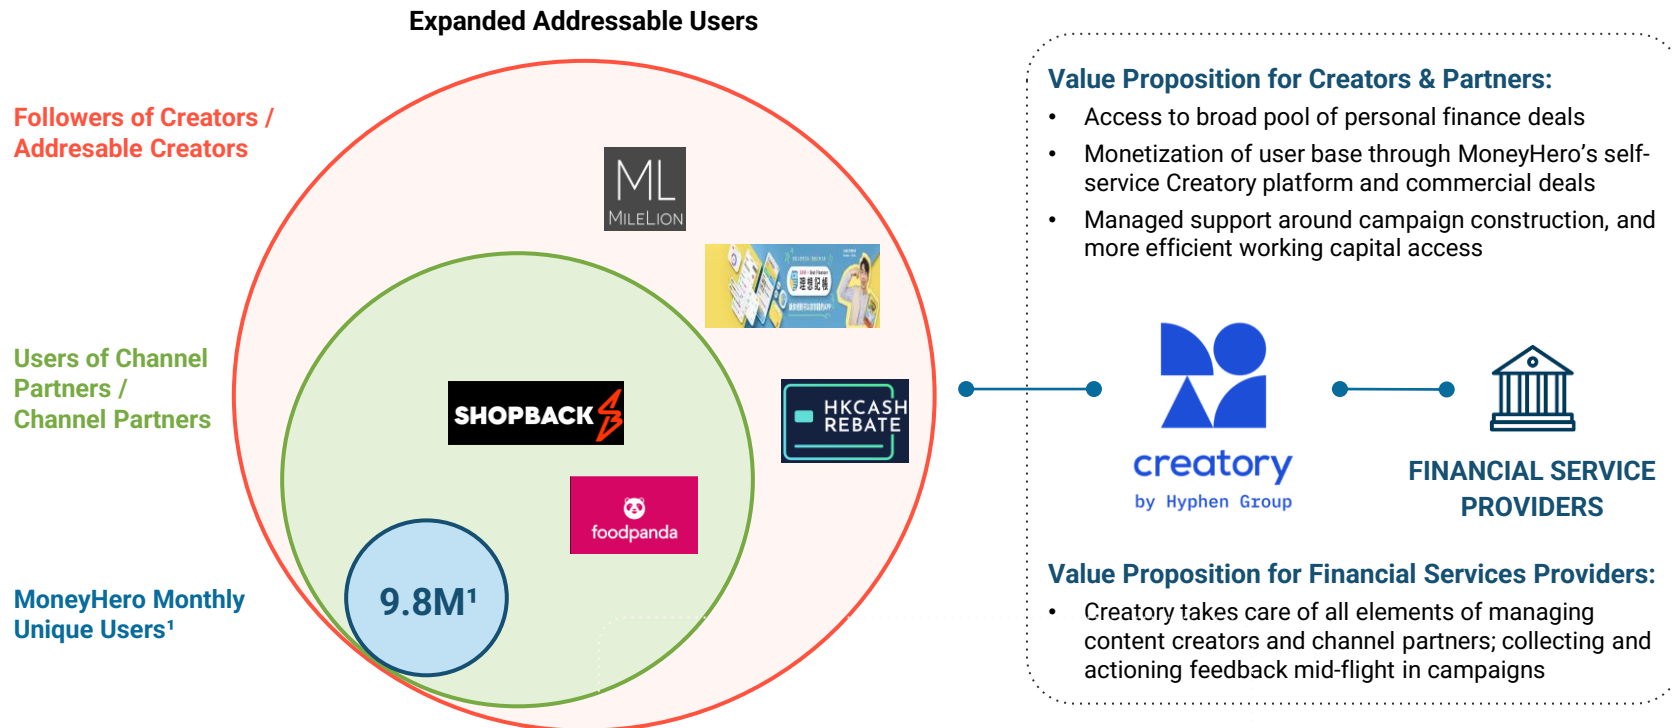 Expanded Addressable Users
Followers of Creators /
Addresable Creators
Users of Channel
Partners /
Channel Partners
MoneyHero Monthly
Unique Users¹
ML
MILELION
SHOPBACK
HKCASH
REBATE
foodpanda
9.8M¹
Value Proposition for Creators & Partners:
• Access to broad pool of personal finance deals
• Monetization of user base through MoneyHero’s self-
service Creatory platform and commercial deals
• Managed support around campaign construction, and
more efficient working capital access
creatory
by Hyphen Group
FINANCIAL SERVICE
PROVIDERS
Value Proposition for Financial Services Providers:
• Creatory takes care of all elements of managing
content creators and channel partners; collecting and
actioning feedback mid-flight in campaigns